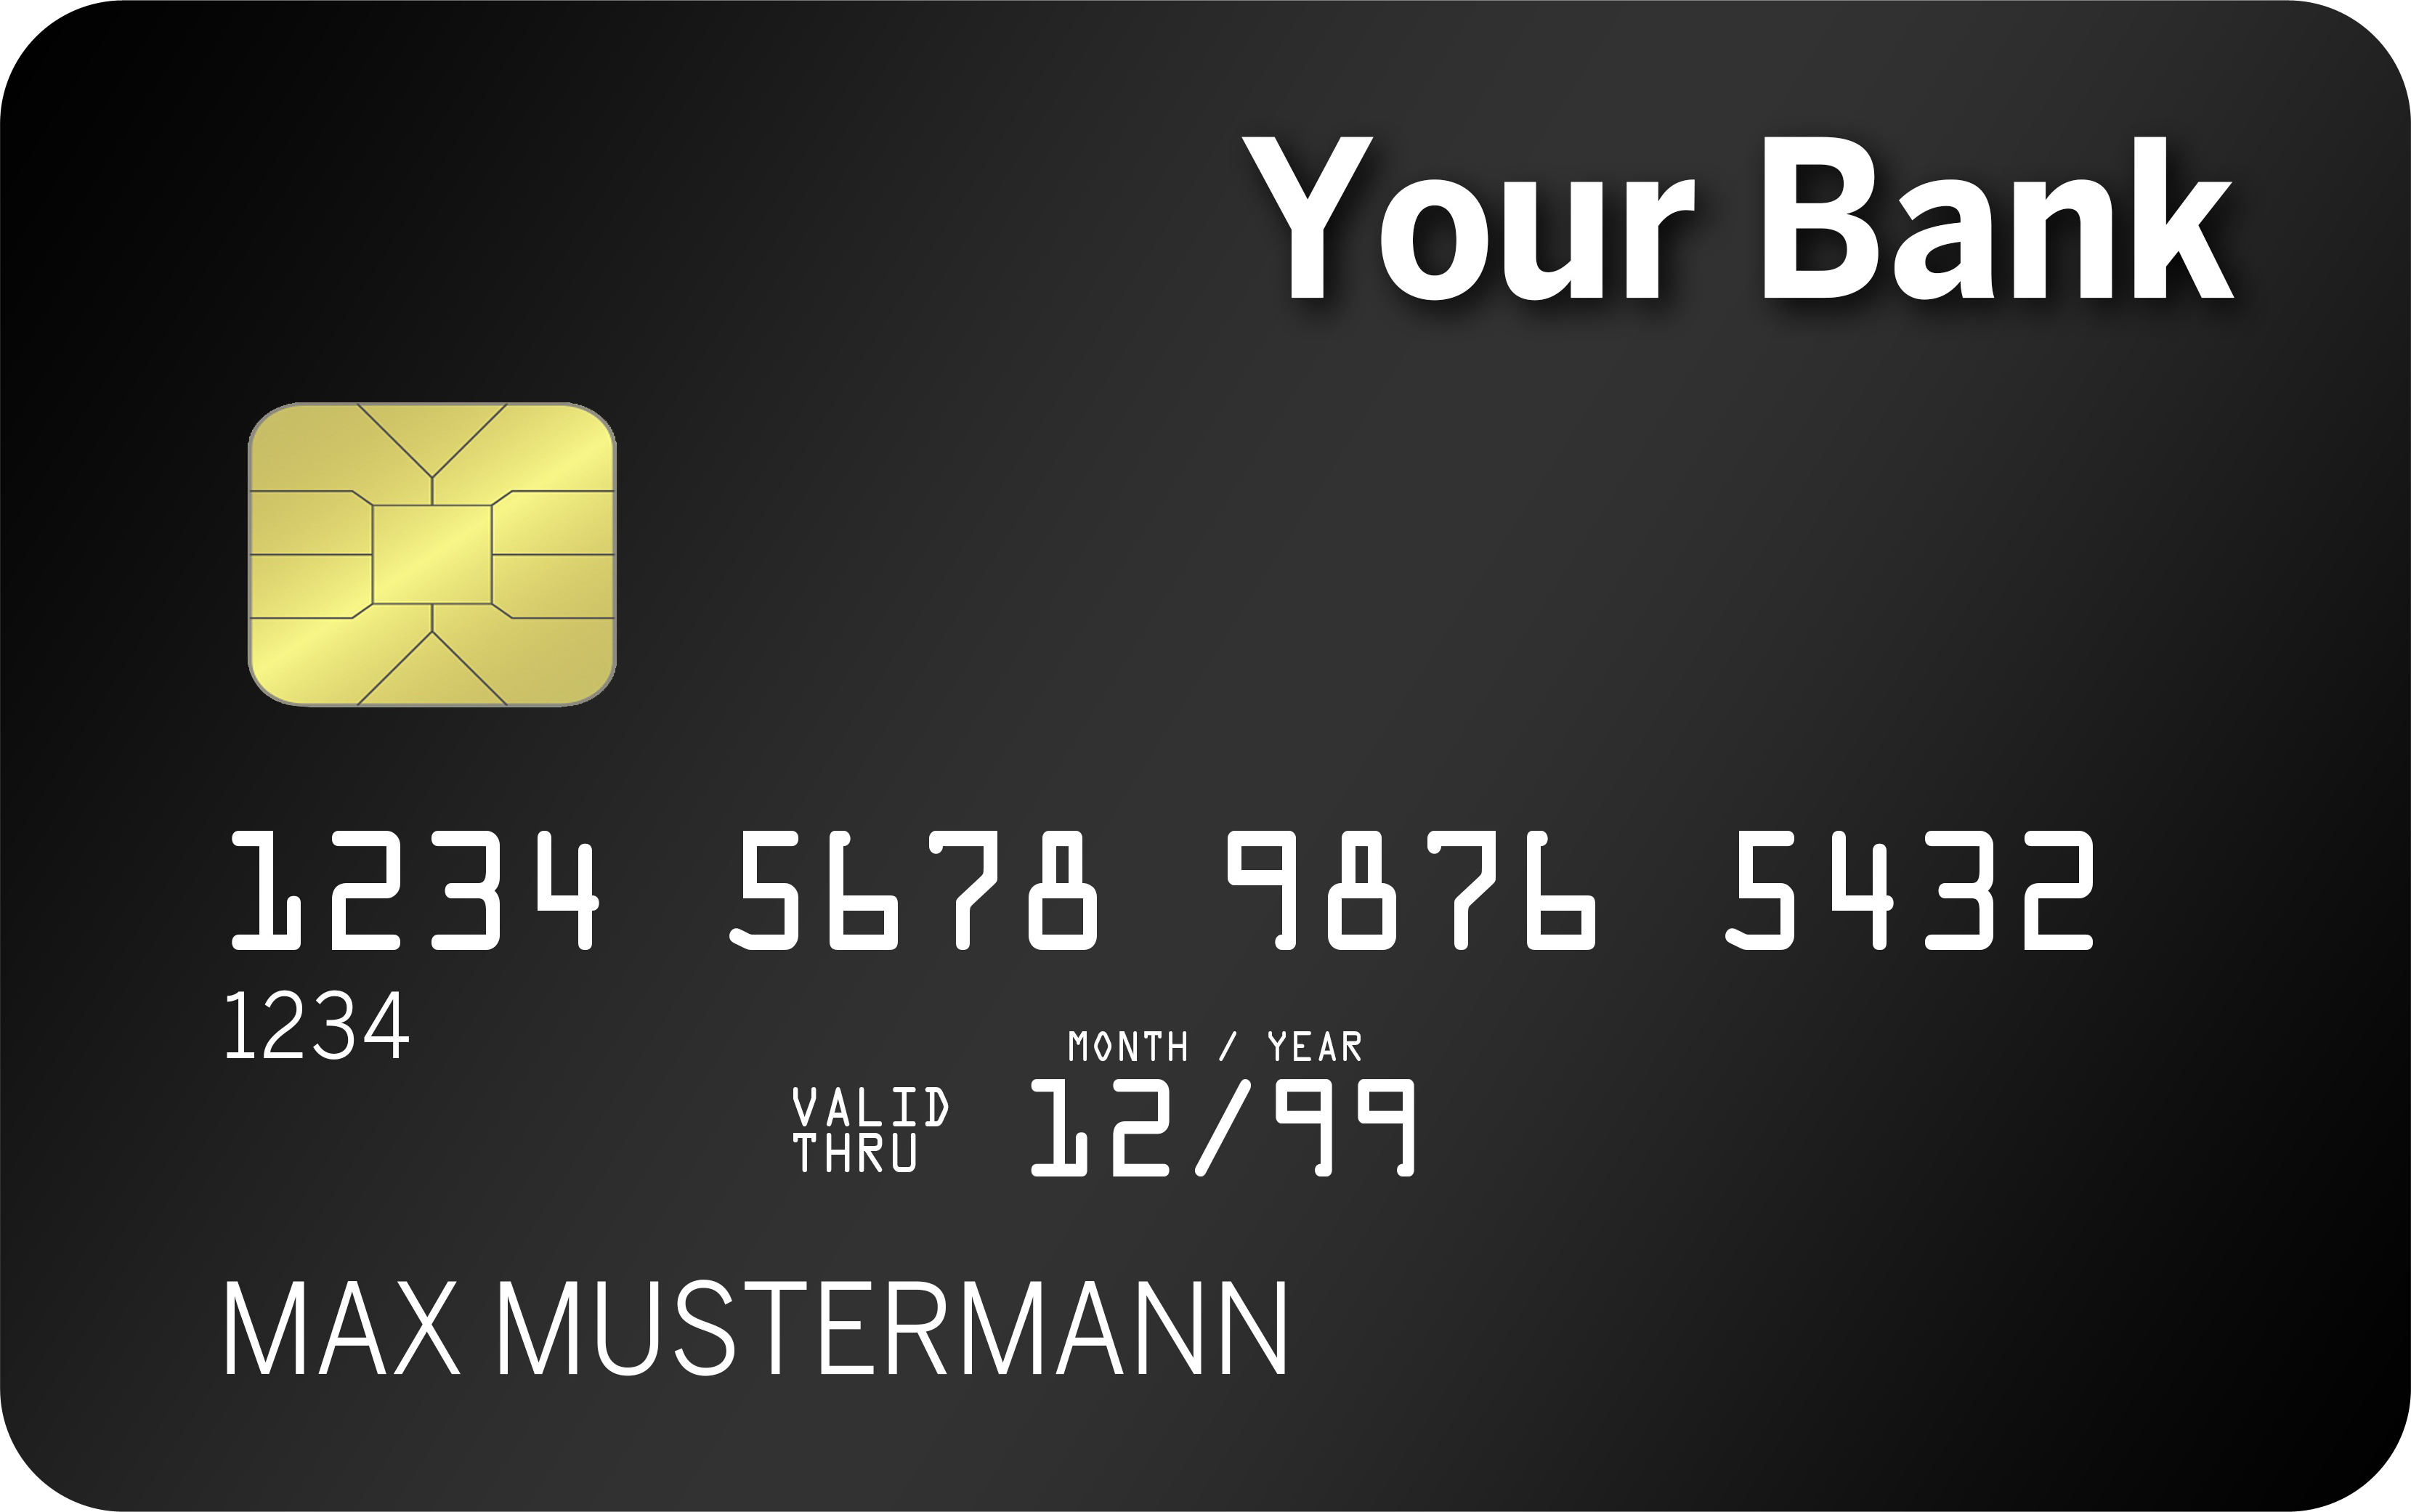 Your Bank
1234 5678 9876 5432
1234
MONTH / YEAR
VALID THRU 12/99
MAX MUSTERMANN